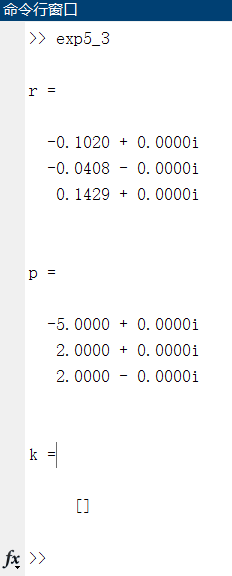 命令行窗口
>> exp5_3
r =
-0.1020 + 0.0000i
-0.0408 - 0.0000i
0.1429 + 0.0000i
p =
-5.0000 + 0.0000i
2.0000 + 0.0000i
2.0000 - 0.0000i
k =
[]
fx >>